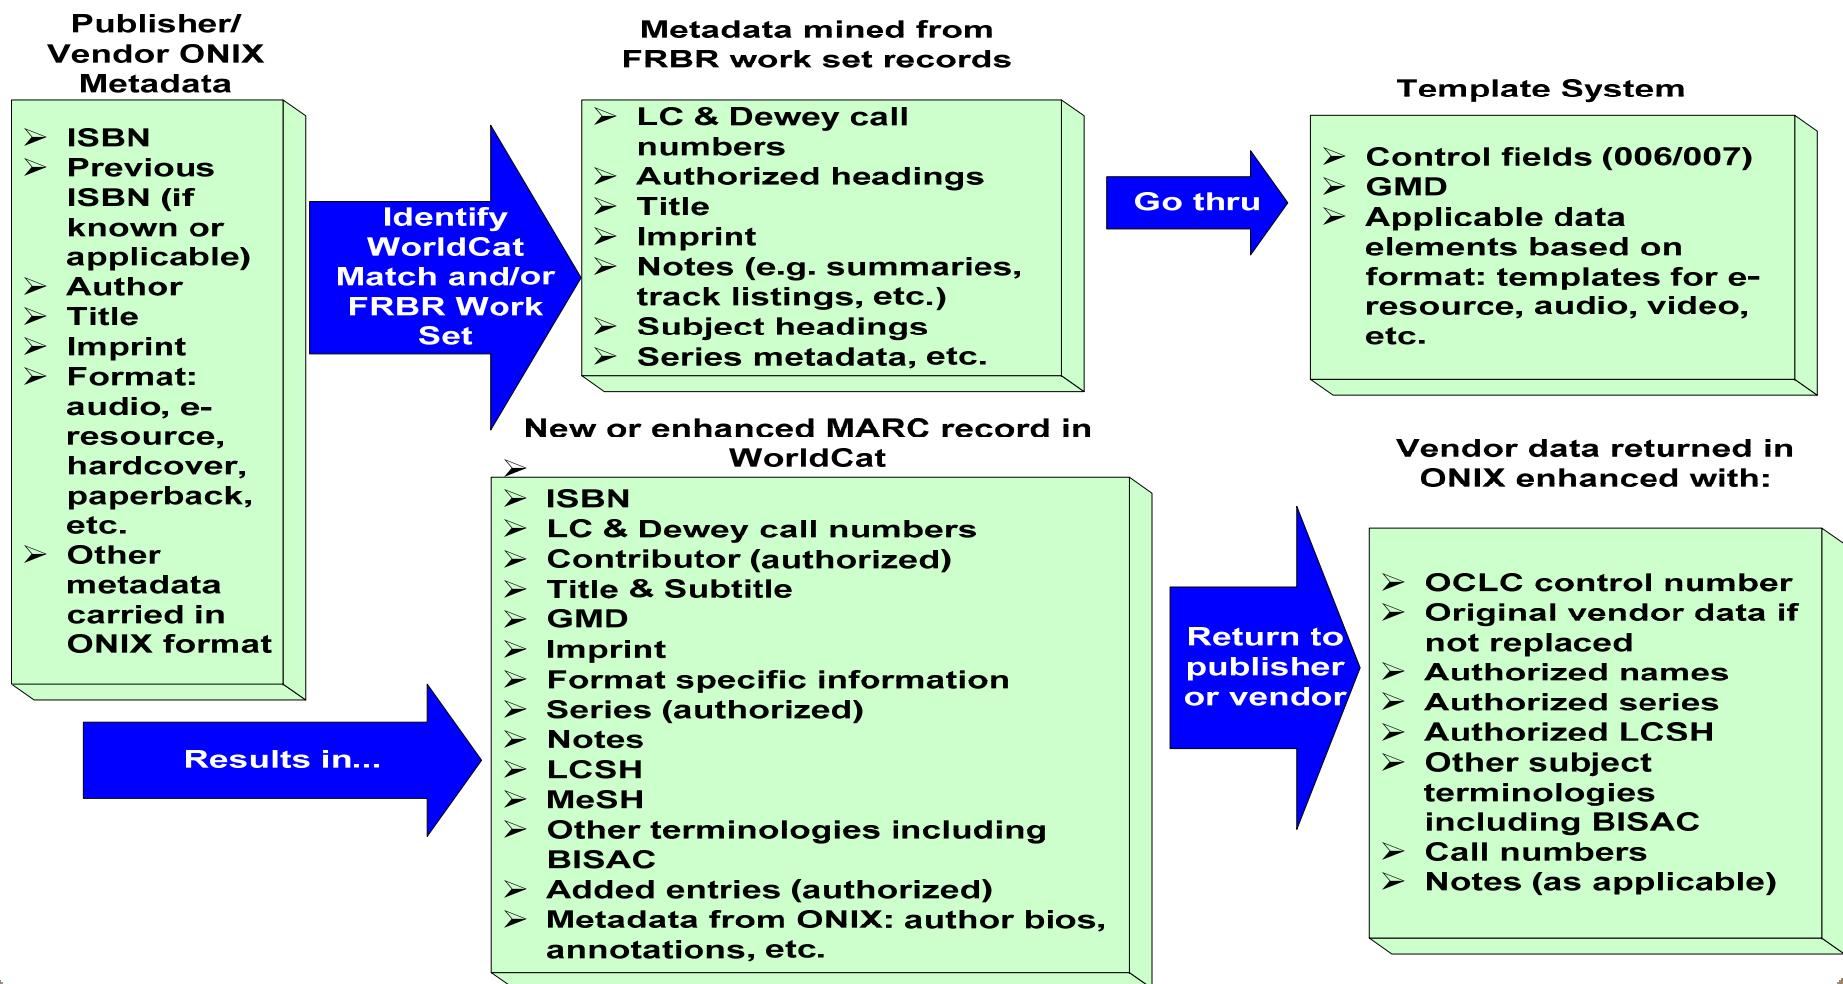 Publisher/
Vendor ONIX
Metadata
➢ ISBN
➢ Previous
ISBN (if
known or
applicable)
➢ Author
➢ Title
➢ Imprint
➢ Format:
audio, e-
resource,
hardcover,
paperback,
etc.
➢ Other
metadata
carried in
ONIX format
Identify
WorldCat
Match and/or
FRBR Work
Set
Metadata mined from
FRBR work set records
➢ LC & Dewey call
numbers
➢ Authorized headings
➢ Title
➢ Imprint
➢ Notes (e.g. summaries,
track listings, etc.)
➢ Subject headings
➢ Series metadata, etc.
Go thru
Template System
➢ Control fields (006/007)
➢ GMD
➢ Applicable data
elements based on
format: templates for e-
resource, audio, video,
etc.
Results in...
New or enhanced MARC record in
WorldCat
➢
➢ ISBN
➢ LC & Dewey call numbers
➢ Contributor (authorized)
➢ Title & Subtitle
➢ GMD
➢ Imprint
➢ Format specific information
➢ Series (authorized)
➢ Notes
➢ LCSH
➢ MeSH
➢ Other terminologies including
BISAC
➢ Added entries (authorized)
➢ Metadata from ONIX: author bios,
annotations, etc.
Return to
publisher
or vendor
Vendor data returned in
ONIX enhanced with:
➢ OCLC control number
➢ Original vendor data if
not replaced
➢ Authorized names
➢ Authorized series
➢ Authorized LCSH
➢ Other subject
terminologies
including BISAC
➢ Call numbers
➢ Notes (as applicable)